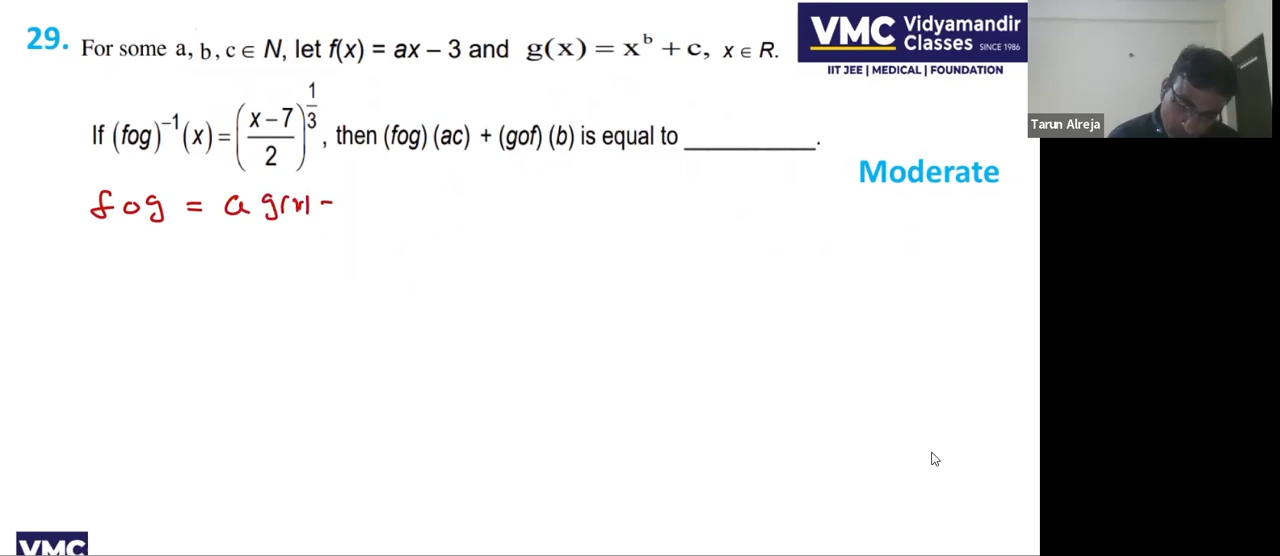 29. For some a, b, c ∈ N, let f(x) = ax – 3 and g(x) = x^b + c, x ∈ R.
If (fog)^{-1}(x) = ((x – 7)/2)^{1/3}, then (fog) (ac) + (gof) (b) is equal to __________.
Moderate
fog = a g(x) -
VMC Vidyamandir Classes SINCE 1986
IIT JEE | MEDICAL | FOUNDATION
Tarun Alreja
VMC